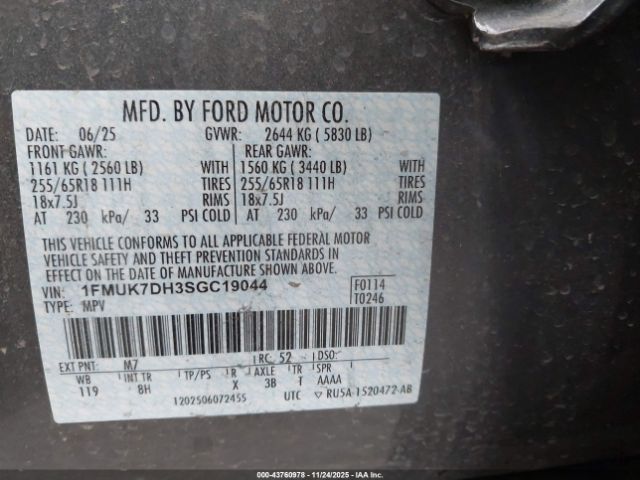 MFD. BY FORD MOTOR CO.
DATE: 06/25 GVWR: 2644 KG ( 5830 LB)
FRONT GAWR: REAR GAWR:
1161 KG ( 2560 LB) WITH 1560 KG ( 3440 LB) WITH
255/65R18 111H TIRES 255/65R18 111H TIRES
18x7.5J RIMS 18x7.5J RIMS
AT 230 kPa/ 33 PSI COLD AT 230 kPa/ 33 PSI COLD
THIS VEHICLE CONFORMS TO ALL APPLICABLE FEDERAL MOTOR
VEHICLE SAFETY AND THEFT PREVENTION STANDARDS IN
EFFECT ON THE DATE OF MANUFACTURE SHOWN ABOVE.
VIN: 1FMUK7DH3SGC19044 F0114
TYPE: MPV T0246
EXT PNT: M7 RC: 52 DSO:
WB INT TR TP/PS R AXLE TR SPR
119 8H X 3B T AAAA
1202506072455 UTC ▽ RU5A-1520472-AB
000-43760978 - 11/24/2025 - IAA Inc.